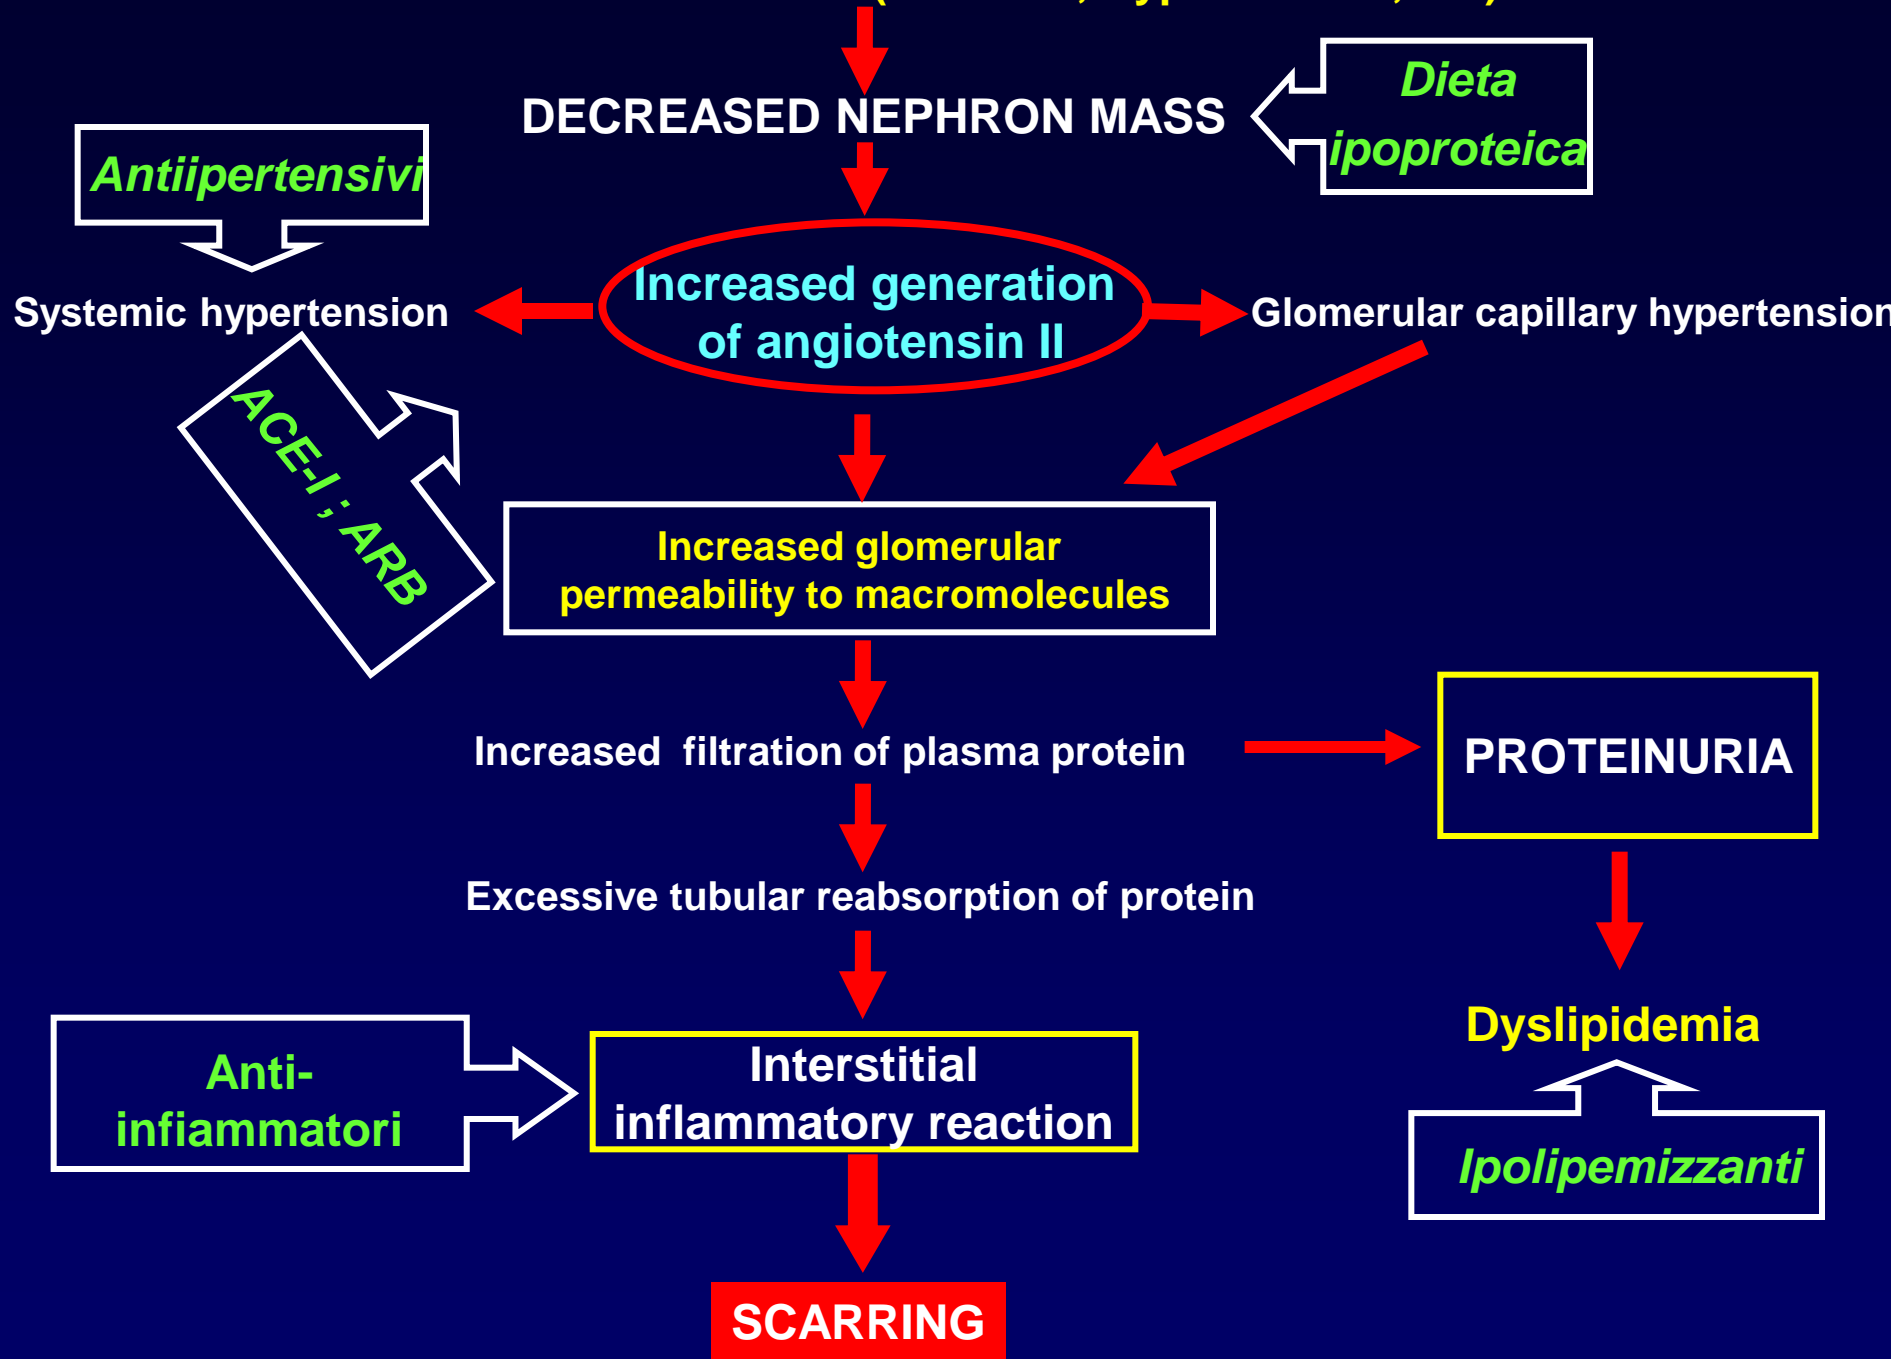 DECREASED NEPHRON MASS
Dieta
ipoproteica
Antiipertensivi
Systemic hypertension
Increased generation
of angiotensin II
Glomerular capillary hypertension
ACE-I ; ARB
Increased glomerular
permeability to macromolecules
Increased filtration of plasma protein
PROTEINURIA
Excessive tubular reabsorption of protein
Dyslipidemia
Anti-
infiammatori
Interstitial
inflammatory reaction
Ipolipemizzanti
SCARRING